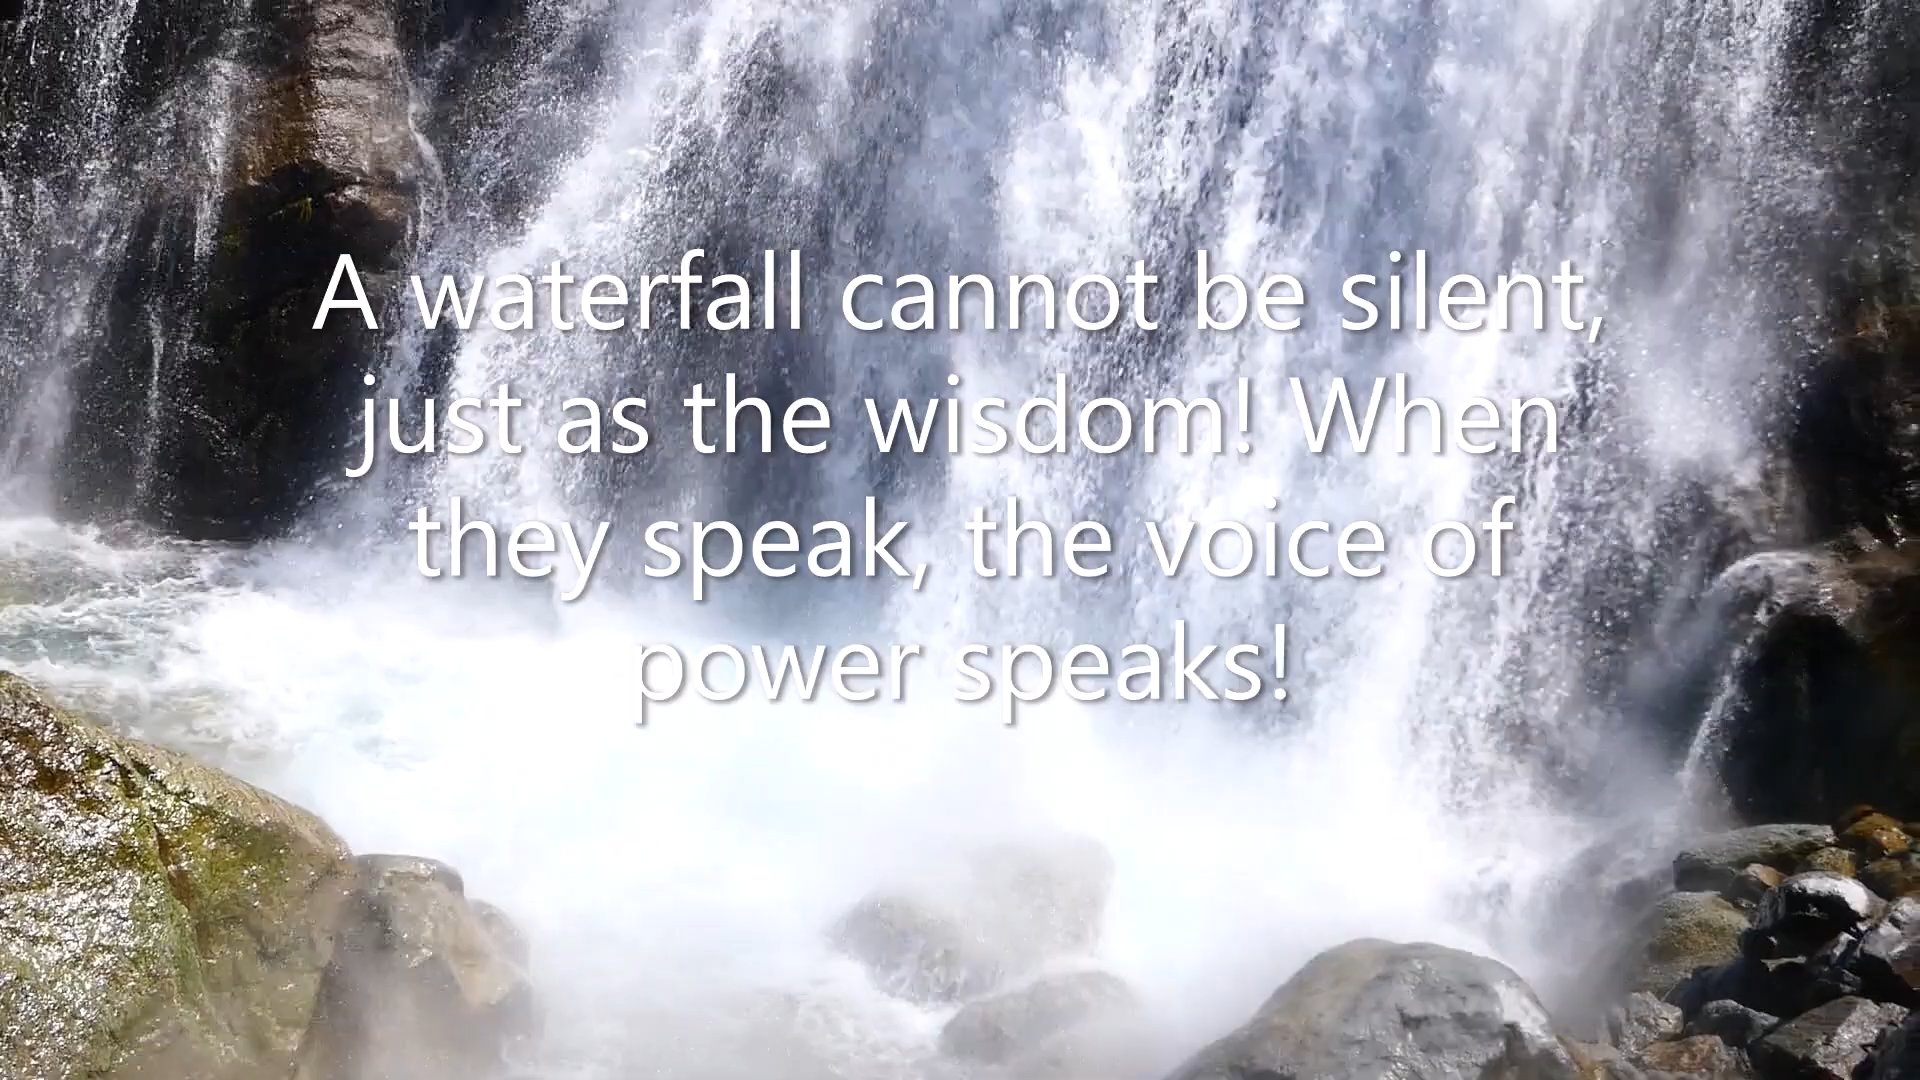 A waterfall cannot be silent,
just as the wisdom! When
they speak, the voice of
power speaks!